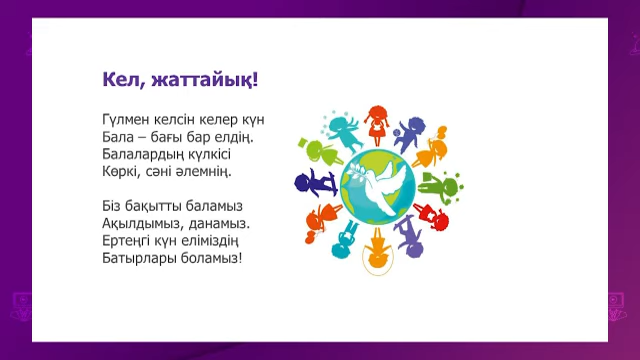 Кел, жаттайық!
Гүлмен келсін келер күн
Бала – бағы бар елдің.
Балалардың күлкісі
Көркі, сәні әлемнің.
Біз бақытты баламыз
Ақылдымыз, данамыз.
Ертеңгі күн еліміздің
Батырлары боламыз!